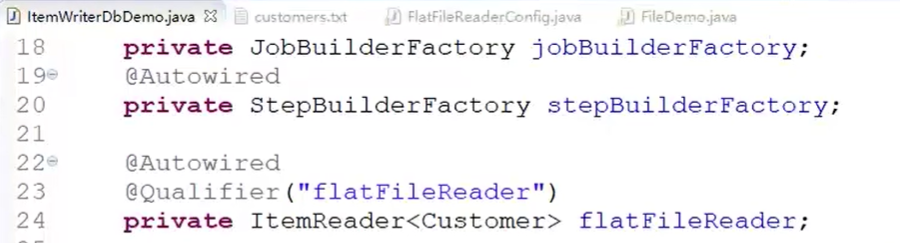 ItemWriterDbDemo.java customers.txt FlatFileReaderConfig.java FileDemo.java
18 private JobBuilderFactory jobBuilderFactory;
19 @Autowired
20 private StepBuilderFactory stepBuilderFactory;
21
22 @Autowired
23 @Qualifier("flatFileReader")
24 private ItemReader<Customer> flatFileReader;